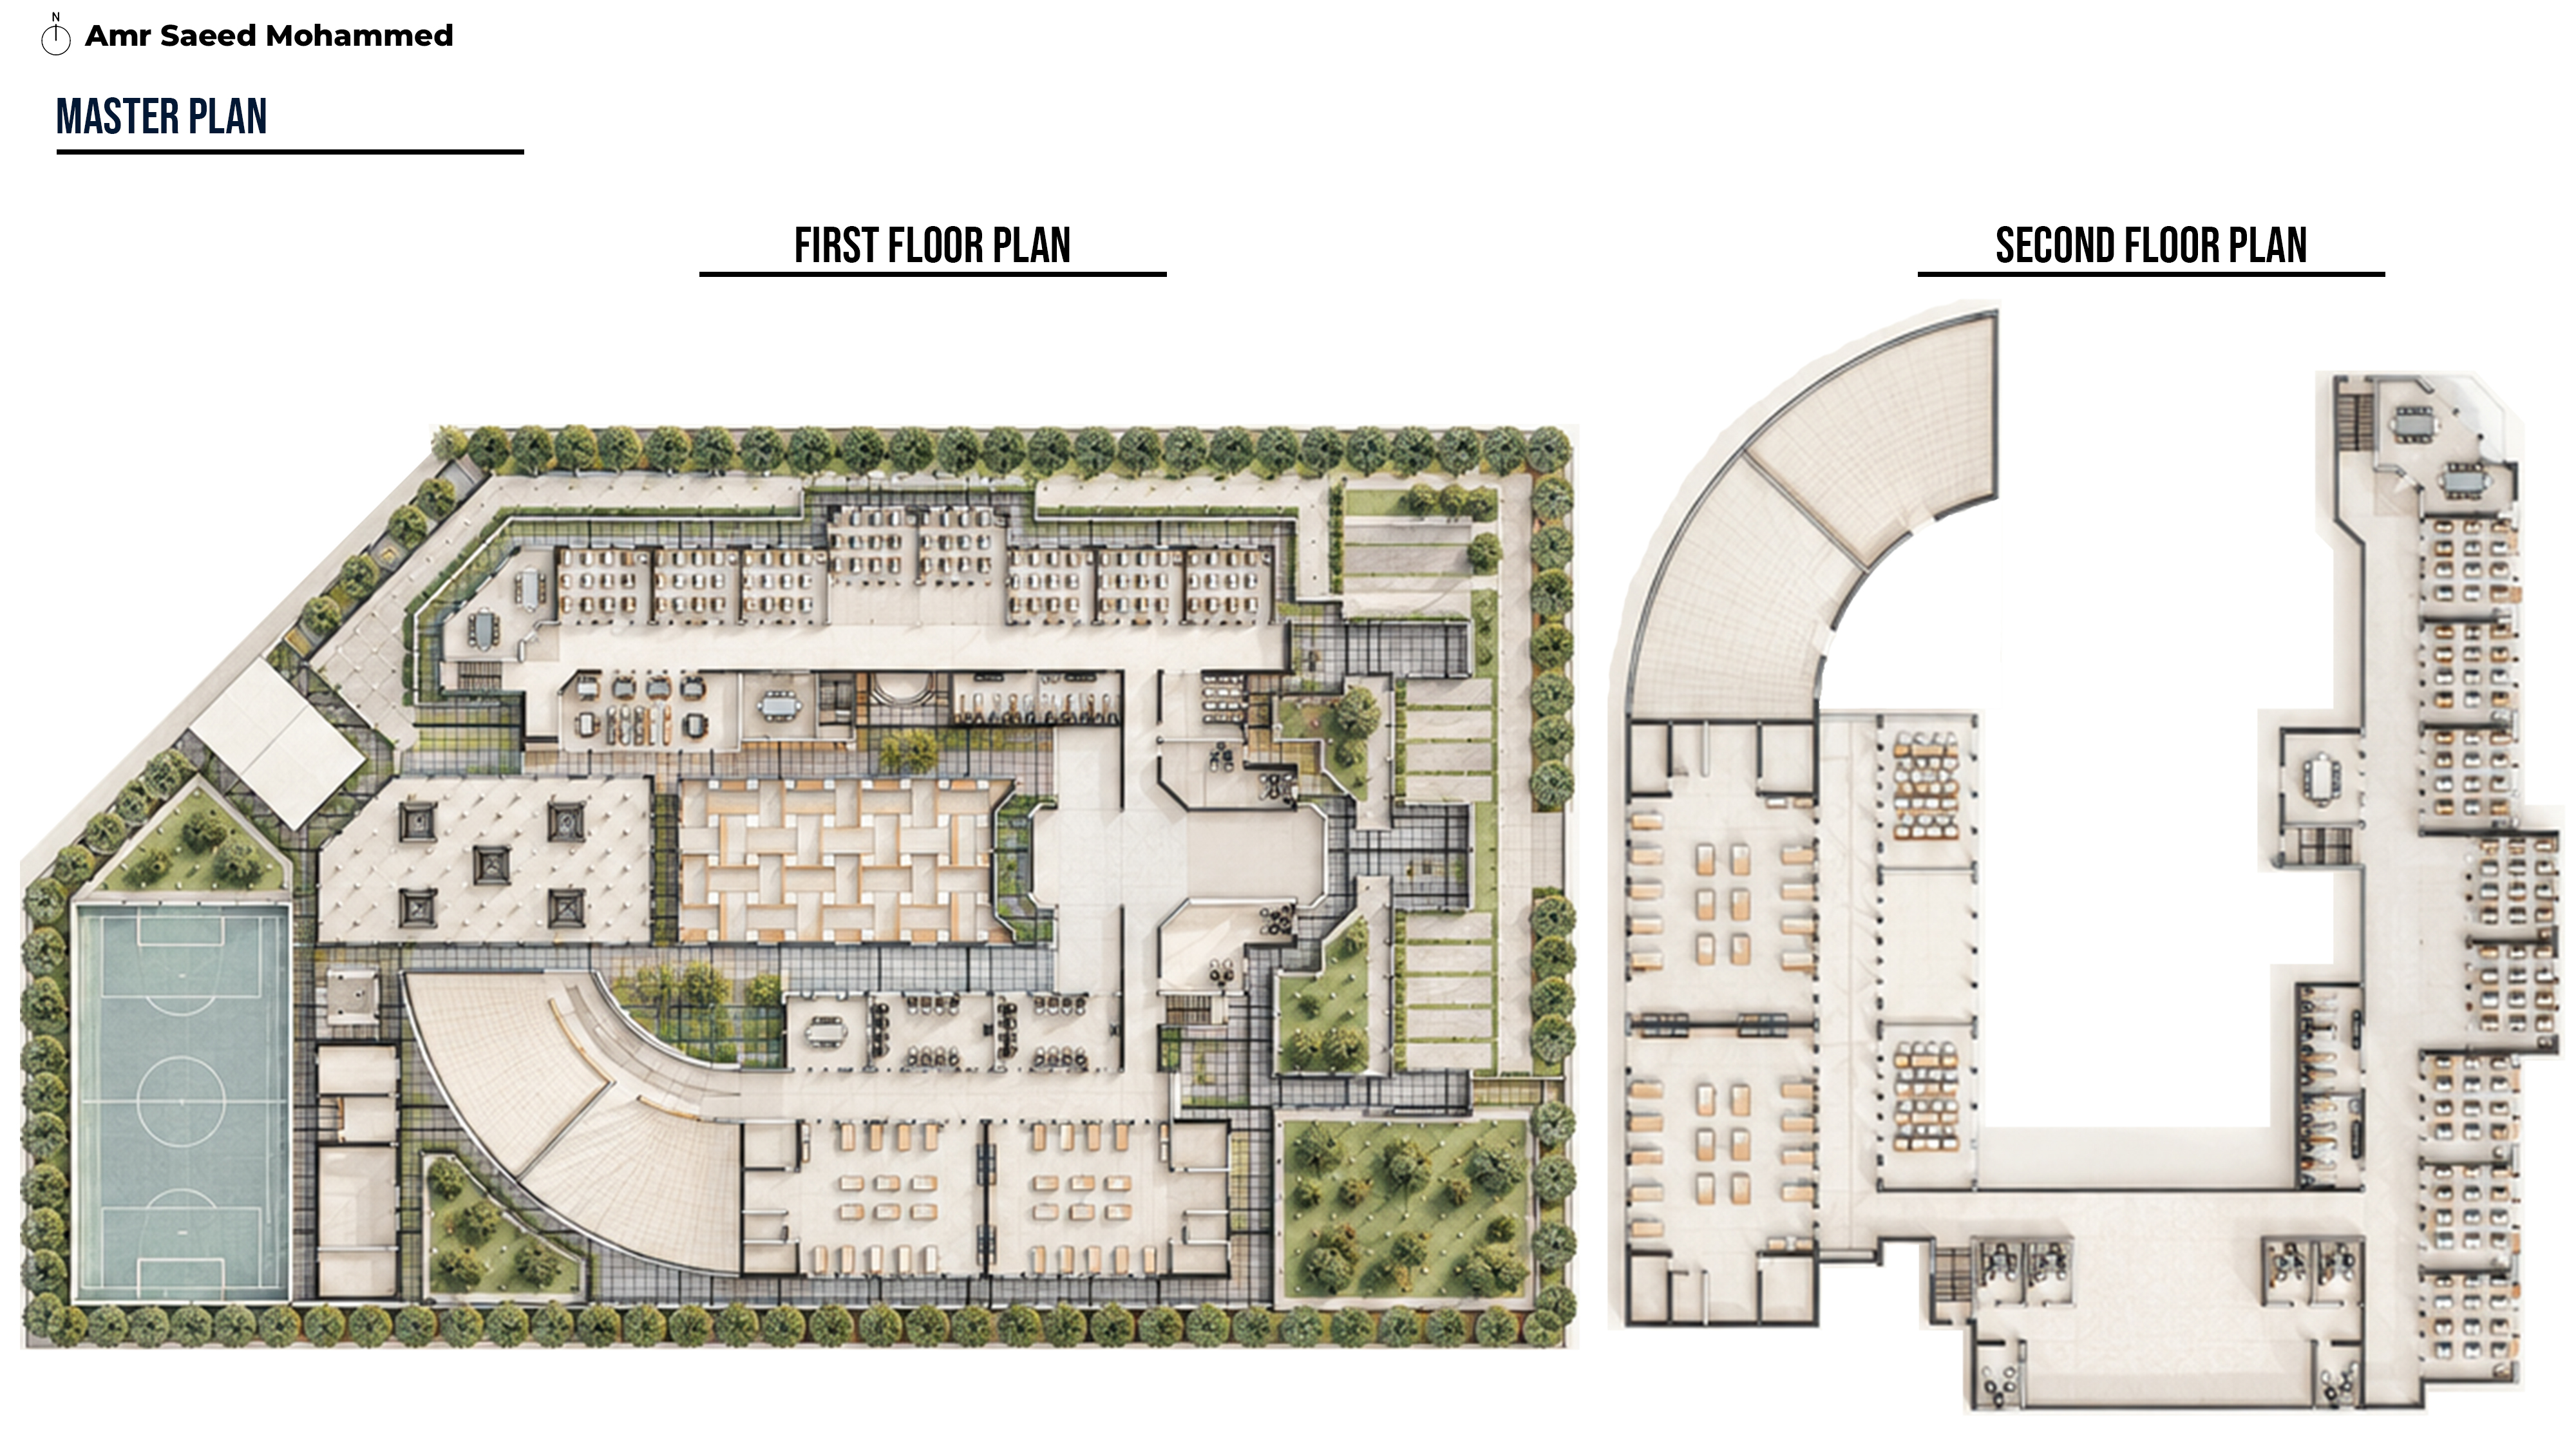 N
Amr Saeed Mohammed
MASTER PLAN
FIRST FLOOR PLAN
SECOND FLOOR PLAN